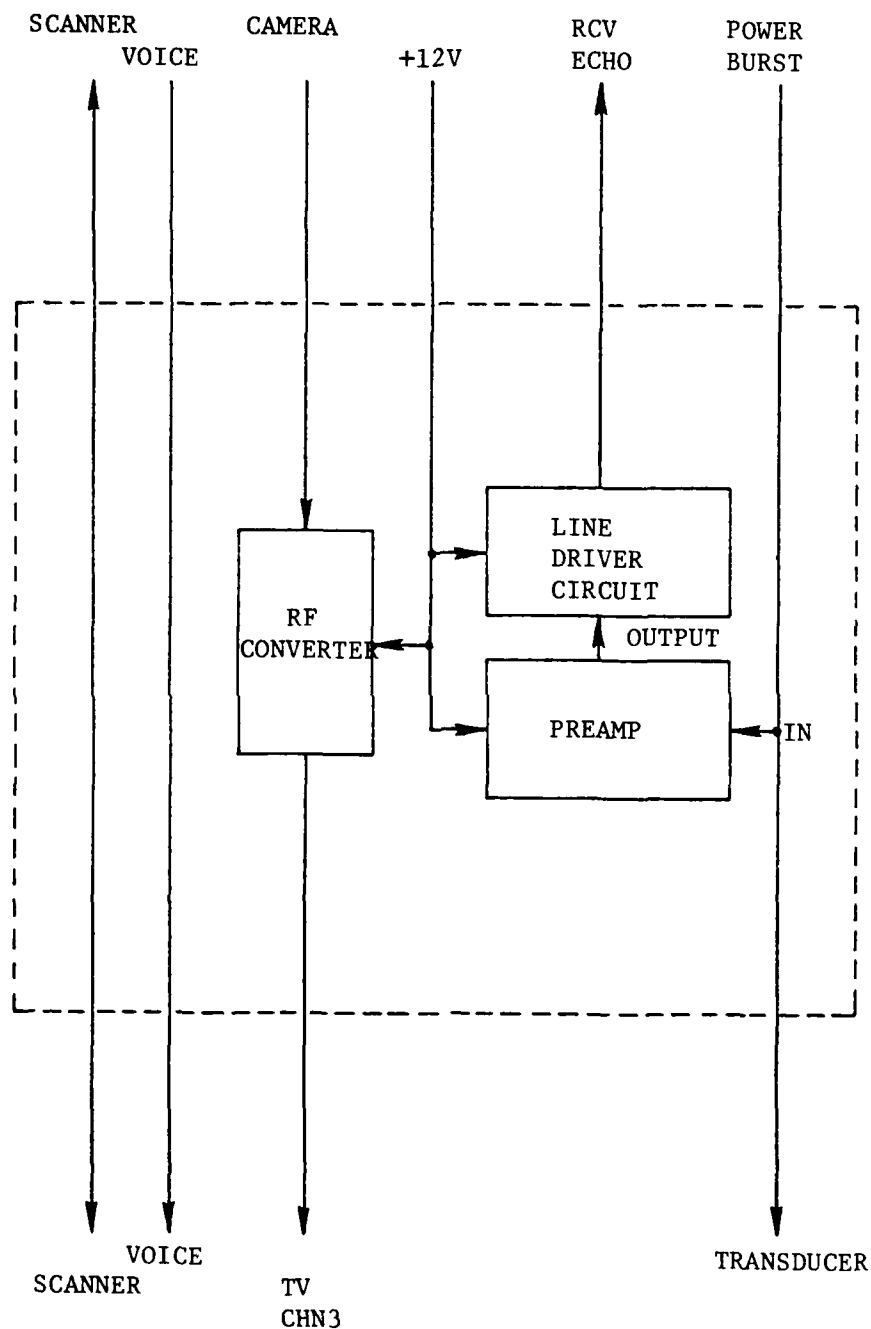 SCANNER
VOICE
CAMERA
+12V
RCV
ECHO
POWER
BURST
LINE
DRIVER
CIRCUIT
RF
CONVERTER
OUTPUT
PREAMP
IN
VOICE
SCANNER
TV
CHN3
TRANSDUCER